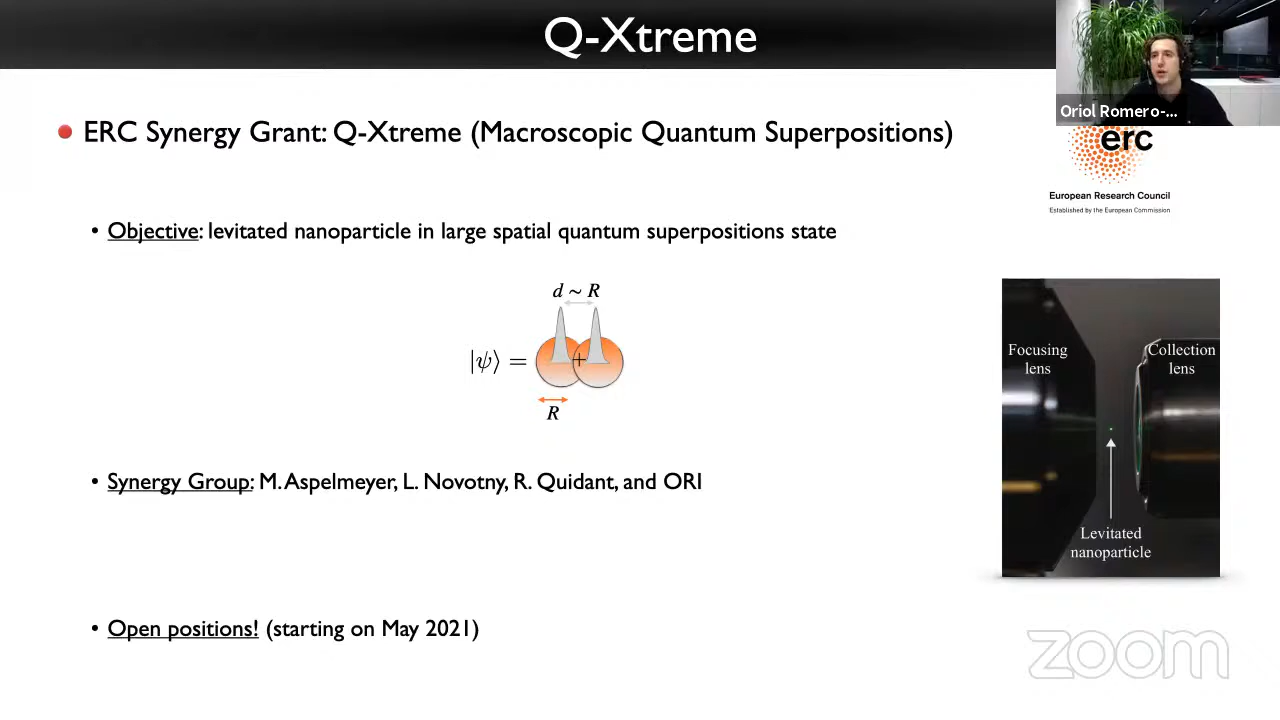 Q-Xtreme
Oriol Romero-...
ERC Synergy Grant: Q-Xtreme (Macroscopic Quantum Superpositions)
erc
European Research Council
Established by the European Commission
• Objective: levitated nanoparticle in large spatial quantum superpositions state
d ∼ R
|ψ⟩ = +
R
Focusing
lens
Collection
lens
Levitated
nanoparticle
• Synergy Group: M. Aspelmeyer, L. Novotny, R. Quidant, and ORI
• Open positions! (starting on May 2021)
zoom